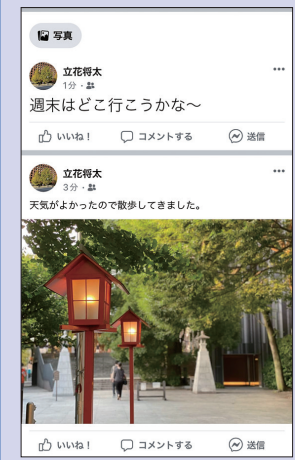 写真
立花将太
1分・
週末はどこ行こうかな～
いいね！ コメントする 送信
立花将太
3分・
天気がよかったので散歩してきました。
いいね！ コメントする 送信